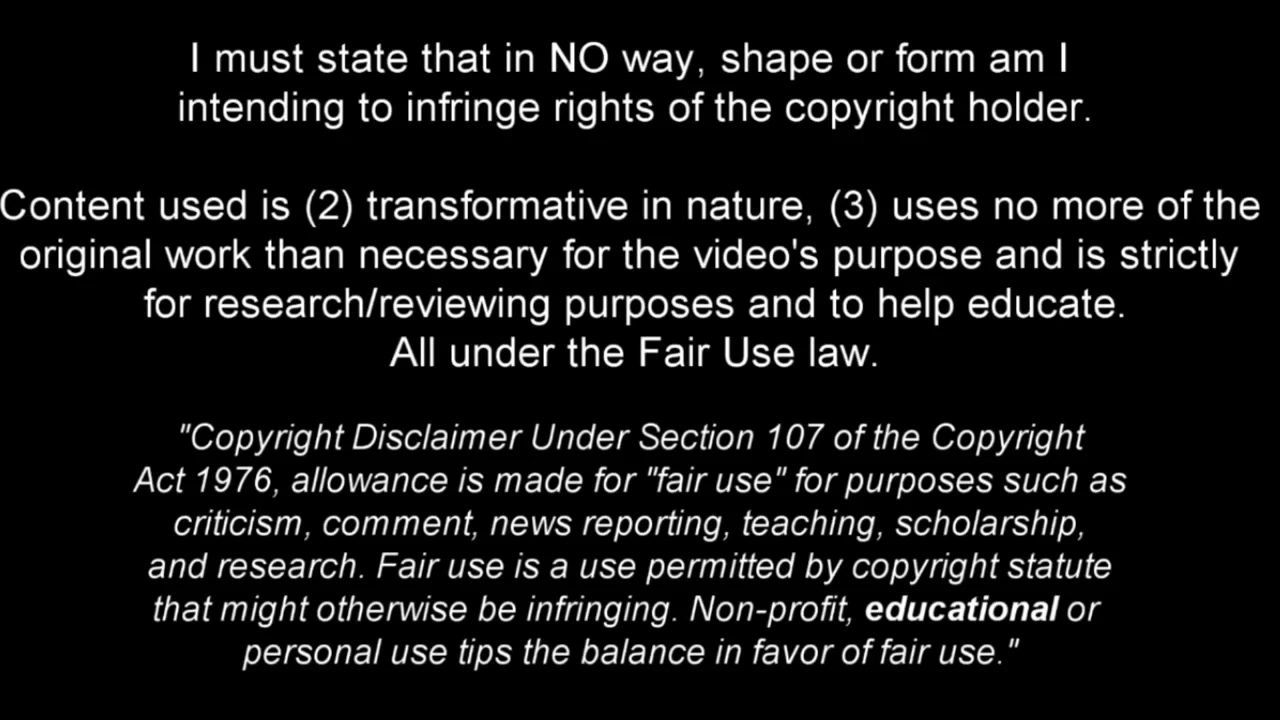 I must state that in NO way, shape or form am I
intending to infringe rights of the copyright holder.
Content used is (2) transformative in nature, (3) uses no more of the
original work than necessary for the video's purpose and is strictly
for research/reviewing purposes and to help educate.
All under the Fair Use law.
"Copyright Disclaimer Under Section 107 of the Copyright
Act 1976, allowance is made for "fair use" for purposes such as
criticism, comment, news reporting, teaching, scholarship,
and research. Fair use is a use permitted by copyright statute
that might otherwise be infringing. Non-profit, educational or
personal use tips the balance in favor of fair use."